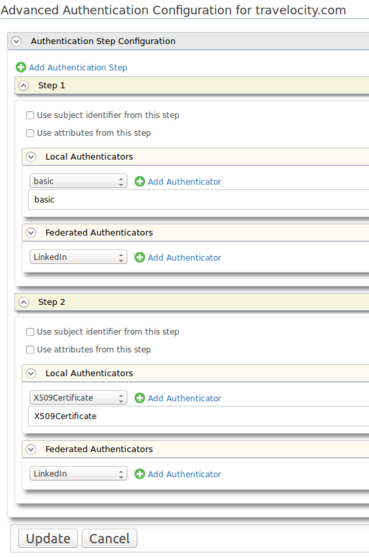 Advanced Authentication Configuration for travelocity.com
Authentication Step Configuration
Add Authentication Step
Step 1
Use subject identifier from this step
Use attributes from this step
Local Authenticators
basic Add Authenticator
basic
Federated Authenticators
LinkedIn Add Authenticator
Step 2
Use subject identifier from this step
Use attributes from this step
Local Authenticators
X509Certificate Add Authenticator
X509Certificate
Federated Authenticators
LinkedIn Add Authenticator
Update Cancel